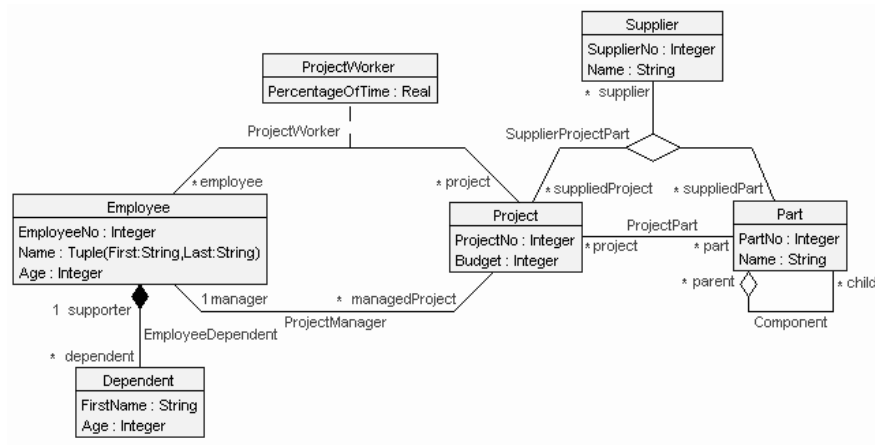 Supplier
SupplierNo : Integer
Name : String
* supplier
ProjectWorker
PercentageOfTime : Real
ProjectWorker
SupplierProjectPart
* employee
* project
* suppliedProject
* suppliedPart
Employee
EmployeeNo : Integer
Name : Tuple(First:String,Last:String)
Age : Integer
Project
ProjectNo : Integer
Budget : Integer
ProjectPart
* project
* part
Part
PartNo : Integer
Name : String
1 supporter
1 manager
* managedProject
ProjectManager
* parent
* child
Component
EmployeeDependent
* dependent
Dependent
FirstName : String
Age : Integer